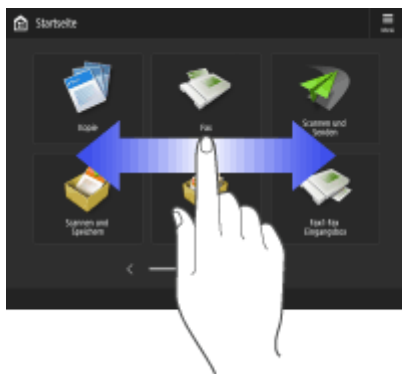 Startseite
Menü
Kopie
Fax
Scannen und
Senden
Scannen und
Speichern
Fax/I-Fax
Eingangsbox